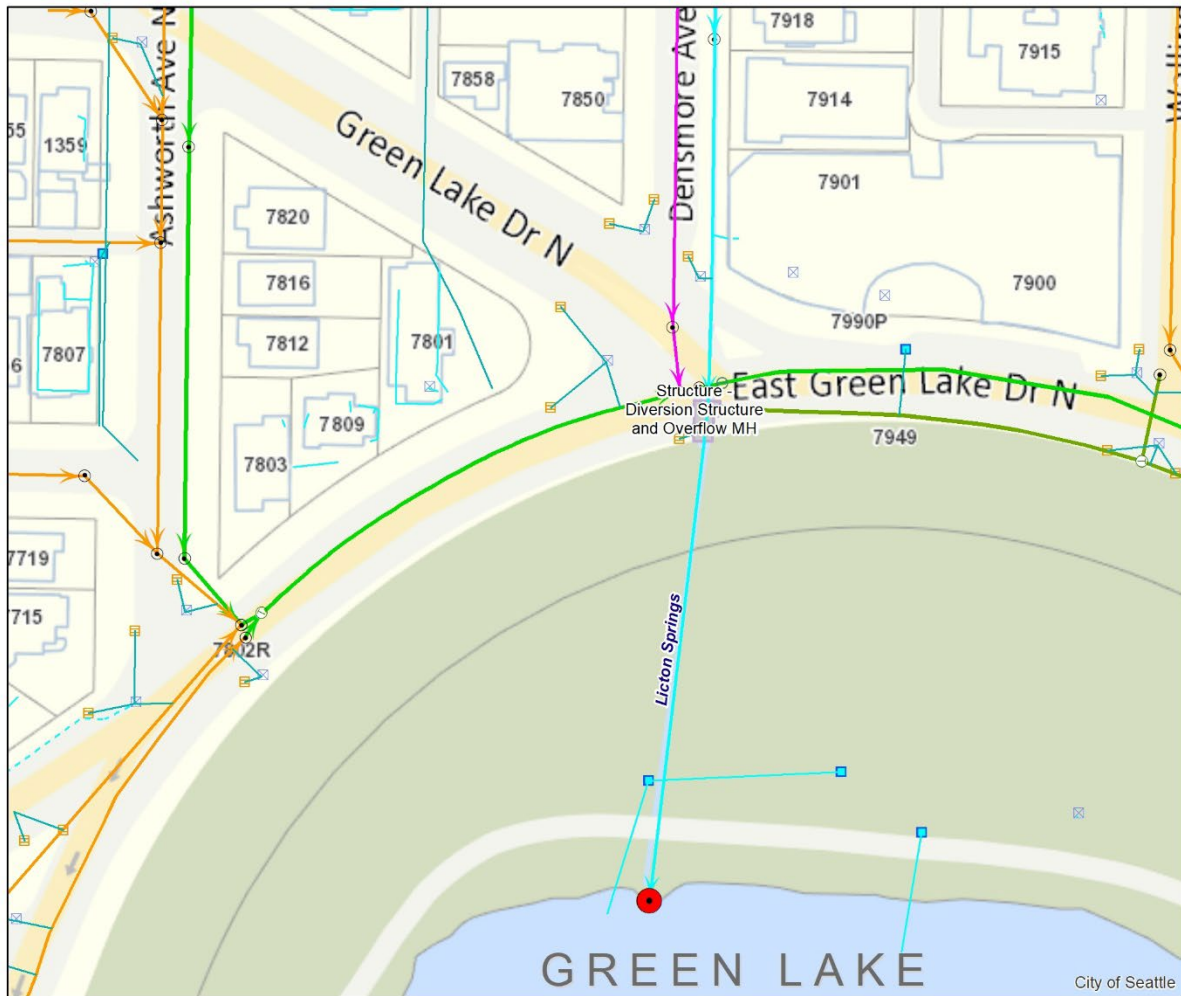 Ashworth Ave N
Densmore Ave
7918
7915
7858
7850
7914
Green Lake Dr N
1359
7901
7820
7816
7900
7990P
7812
7801
7807
East Green Lake Dr N
Structure
Diversion Structure
and Overflow MH
7949
7809
7803
7719
7715
7802R
Licton Springs
GREEN LAKE
City of Seattle